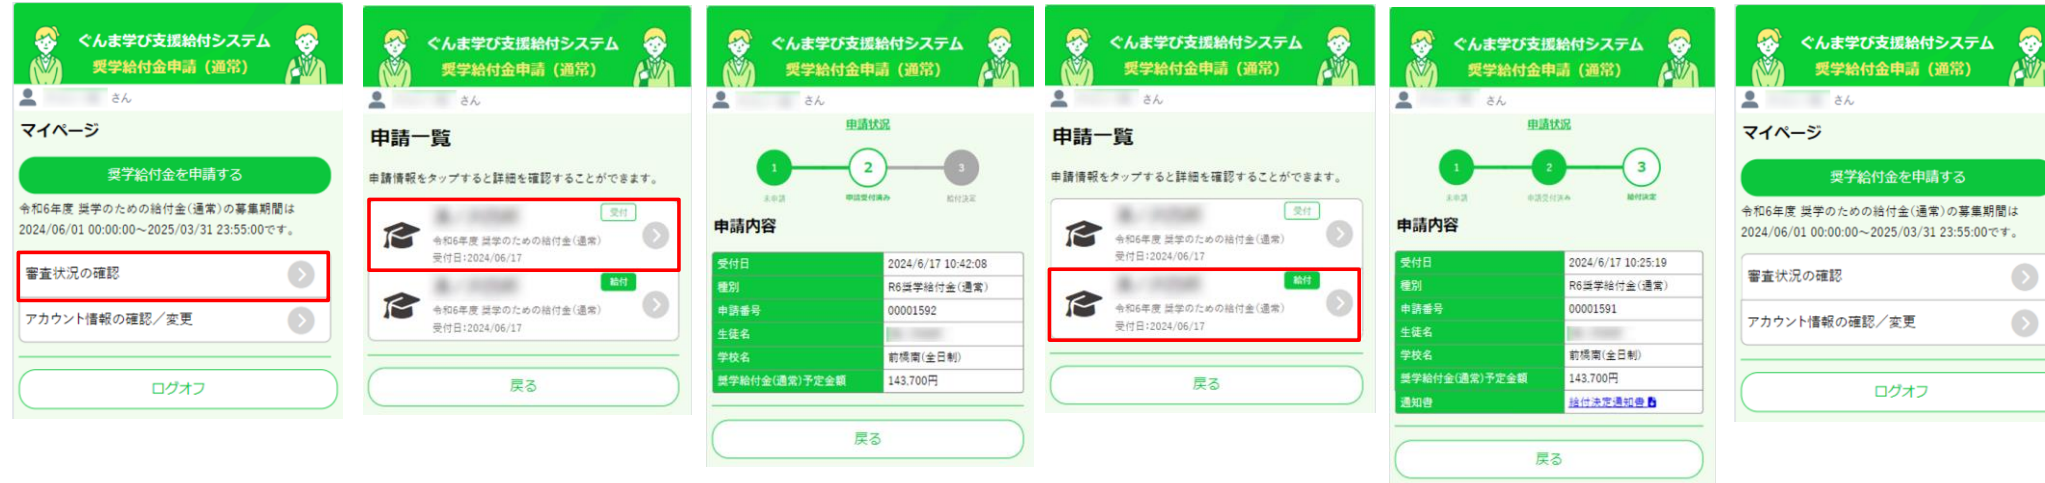 ぐんま学び支援給付システム
奨学給付金申請（通常）
さん
マイページ
奨学給付金を申請する
令和6年度 奨学のための給付金(通常)の募集期間は
2024/06/01 00:00:00～2025/03/31 23:55:00です。
審査状況の確認
アカウント情報の確認／変更
ログオフ
ぐんま学び支援給付システム
奨学給付金申請（通常）
さん
申請一覧
申請情報をタップすると詳細を確認することができます。
受付
令和6年度 奨学のための給付金(通常)
受付日:2024/06/17
給付
令和6年度 奨学のための給付金(通常)
受付日:2024/06/17
戻る
ぐんま学び支援給付システム
奨学給付金申請（通常）
さん
申請状況
1 2 3
未申請 申請受付済み 給付決定
申請内容
受付日 2024/6/17 10:42:08
種別 R6奨学給付金(通常)
申請番号 00001592
生徒名
学校名 前橋南(全日制)
奨学給付金(通常)予定金額 143,700円
戻る
ぐんま学び支援給付システム
奨学給付金申請（通常）
さん
申請一覧
申請情報をタップすると詳細を確認することができます。
受付
令和6年度 奨学のための給付金(通常)
受付日:2024/06/17
給付
令和6年度 奨学のための給付金(通常)
受付日:2024/06/17
戻る
ぐんま学び支援給付システム
奨学給付金申請（通常）
さん
申請状況
1 2 3
未申請 申請受付済み 給付決定
申請内容
受付日 2024/6/17 10:25:19
種別 R6奨学給付金(通常)
申請番号 00001591
生徒名
学校名 前橋南(全日制)
奨学給付金(通常)予定金額 143,700円
通知書 給付決定通知書
戻る
ぐんま学び支援給付システム
奨学給付金申請（通常）
さん
マイページ
奨学給付金を申請する
令和6年度 奨学のための給付金(通常)の募集期間は
2024/06/01 00:00:00～2025/03/31 23:55:00です。
審査状況の確認
アカウント情報の確認／変更
ログオフ